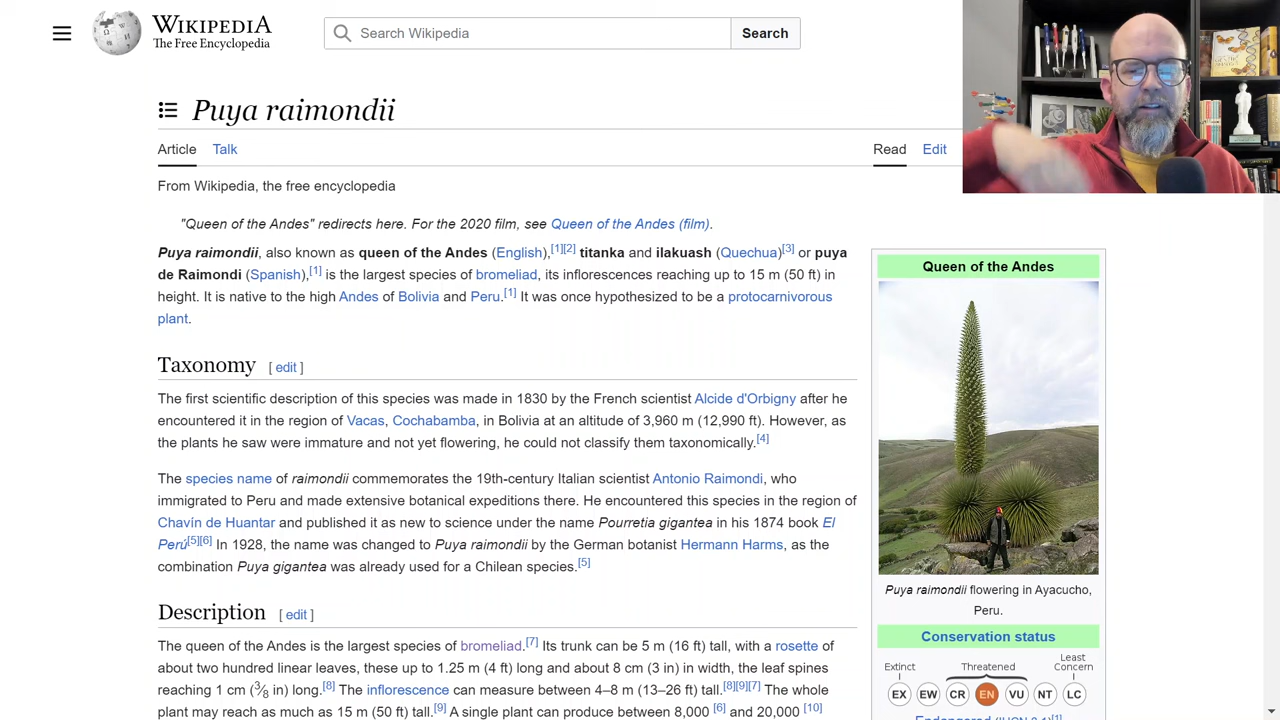 WIKIPEDIA
The Free Encyclopedia
Search Wikipedia
Search
Puya raimondii
Article Talk
Read Edit
From Wikipedia, the free encyclopedia
"Queen of the Andes" redirects here. For the 2020 film, see Queen of the Andes (film).
Puya raimondii, also known as queen of the Andes (English),[1][2] titanka and ilakuash (Quechua)[3] or puya
de Raimondi (Spanish),[1] is the largest species of bromeliad, its inflorescences reaching up to 15 m (50 ft) in
height. It is native to the high Andes of Bolivia and Peru.[1] It was once hypothesized to be a protocarnivorous
plant.
Taxonomy [ edit ]
The first scientific description of this species was made in 1830 by the French scientist Alcide d'Orbigny after he
encountered it in the region of Vacas, Cochabamba, in Bolivia at an altitude of 3,960 m (12,990 ft). However, as
the plants he saw were immature and not yet flowering, he could not classify them taxonomically.[4]
The species name of raimondii commemorates the 19th-century Italian scientist Antonio Raimondi, who
immigrated to Peru and made extensive botanical expeditions there. He encountered this species in the region of
Chavín de Huantar and published it as new to science under the name Pourretia gigantea in his 1874 book El
Perú[5][6] In 1928, the name was changed to Puya raimondii by the German botanist Hermann Harms, as the
combination Puya gigantea was already used for a Chilean species.[5]
Description [ edit ]
The queen of the Andes is the largest species of bromeliad.[7] Its trunk can be 5 m (16 ft) tall, with a rosette of
about two hundred linear leaves, these up to 1.25 m (4 ft) long and about 8 cm (3 in) in width, the leaf spines
reaching 1 cm (3⁄8 in) long.[8] The inflorescence can measure between 4–8 m (13–26 ft) tall.[8][9][7] The whole
plant may reach as much as 15 m (50 ft) tall.[9] A single plant can produce between 8,000 [6] and 20,000 [10]
Queen of the Andes
Puya raimondii flowering in Ayacucho,
Peru.
Conservation status
Extinct Threatened Least Concern
EX EW CR EN VU NT LC
Endangered (IUCN 3.1)[1]